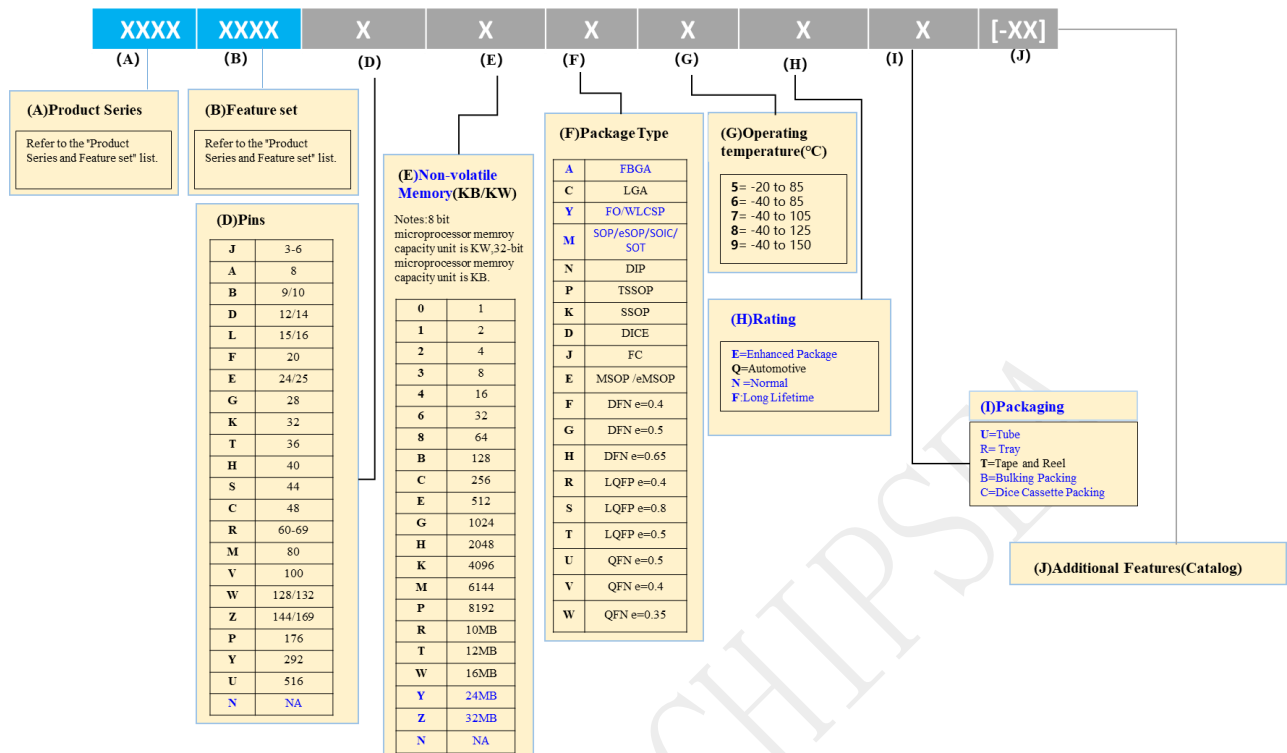 XXXX XXXX X X X X X X [-XX]
(A) (B) (D) (E) (F) (G) (H) (I) (J)
(A)Product Series
Refer to the "Product
Series and Feature set" list.
(B)Feature set
Refer to the "Product
Series and Feature set" list.
(D)Pins
J 3-6
A 8
B 9/10
D 12/14
L 15/16
F 20
E 24/25
G 28
K 32
T 36
H 40
S 44
C 48
R 60-69
M 80
V 100
W 128/132
Z 144/169
P 176
Y 292
U 516
N NA
(E)Non-volatile
Memory(KB/KW)
Notes:8 bit
microprocessor memroy
capacity unit is KW,32-bit
microprocessor memroy
capacity unit is KB.
0 1
1 2
2 4
3 8
4 16
6 32
8 64
B 128
C 256
E 512
G 1024
H 2048
K 4096
M 6144
P 8192
R 10MB
T 12MB
W 16MB
Y 24MB
Z 32MB
N NA
(F)Package Type
A FBGA
C LGA
Y FO/WLCSP
M SOP/eSOP/SOIC/
SOT
N DIP
P TSSOP
K SSOP
D DICE
J FC
E MSOP /eMSOP
F DFN e=0.4
G DFN e=0.5
H DFN e=0.65
R LQFP e=0.4
S LQFP e=0.8
T LQFP e=0.5
U QFN e=0.5
V QFN e=0.4
W QFN e=0.35
(G)Operating
temperature(°C)
5= -20 to 85
6= -40 to 85
7= -40 to 105
8= -40 to 125
9= -40 to 150
(H)Rating
E=Enhanced Package
Q=Automotive
N =Normal
F:Long Lifetime
(I)Packaging
U=Tube
R= Tray
T=Tape and Reel
B=Bulking Packing
C=Dice Cassette Packing
(J)Additional Features(Catalog)
CHIPSEA